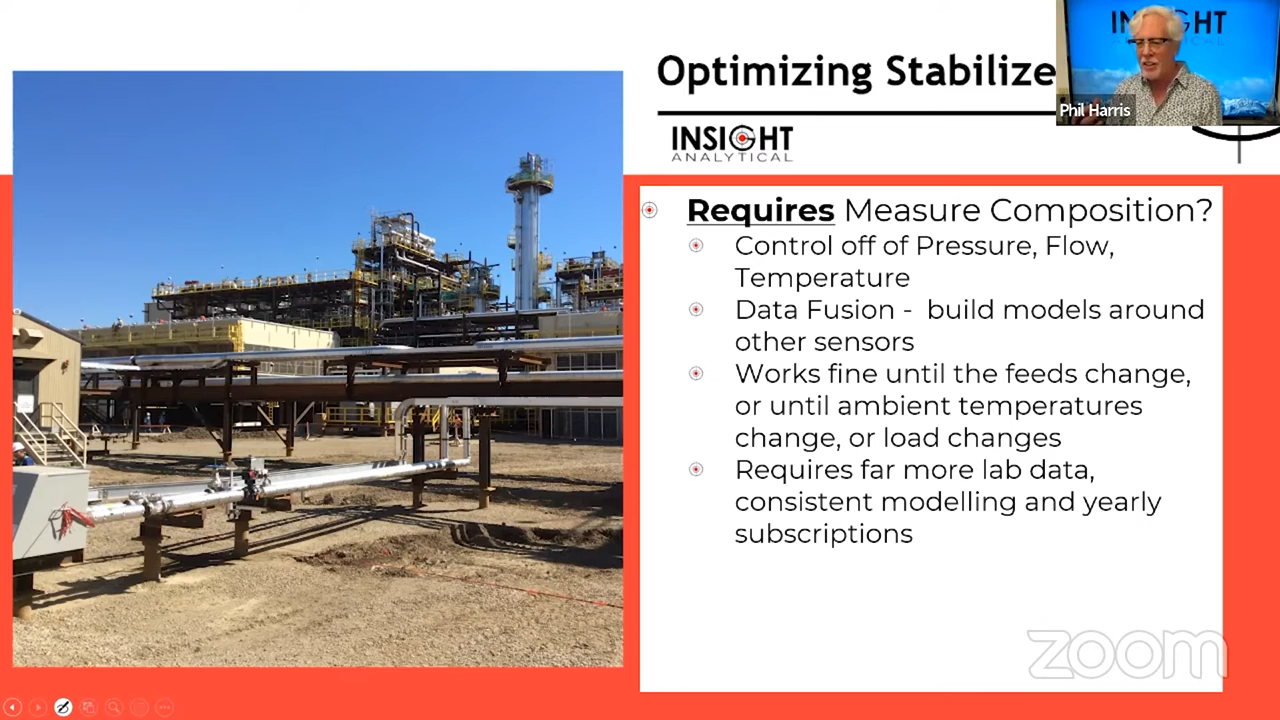 Optimizing Stabilize
INSIGHT
ANALYTICAL
INSIGHT
ANALYTICAL
Phil Harris
Requires Measure Composition?
Control off of Pressure, Flow,
Temperature
Data Fusion - build models around
other sensors
Works fine until the feeds change,
or until ambient temperatures
change, or load changes
Requires far more lab data,
consistent modelling and yearly
subscriptions
zoom